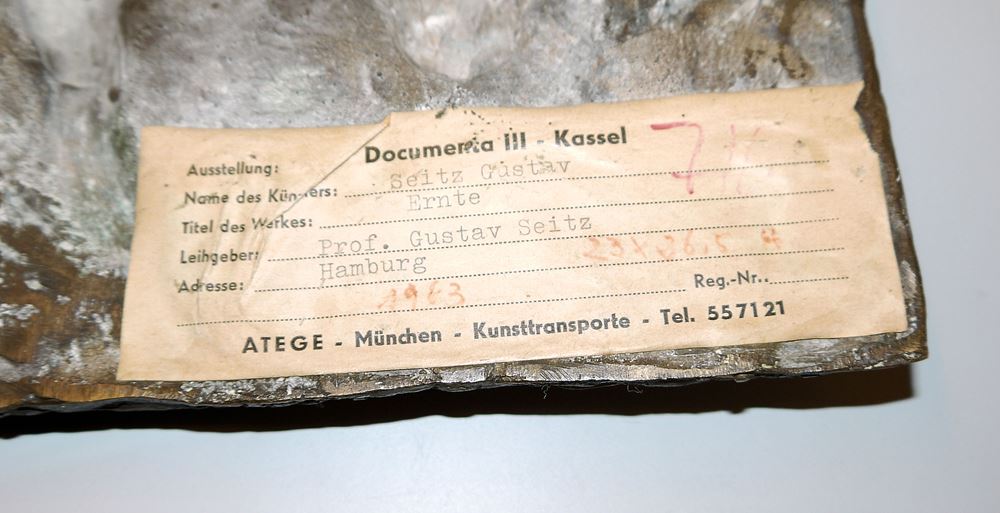 Ausstellung: Documenta III - Kassel
Name des Künstlers: Seitz Gustav
Titel des Werkes: Ernte
Leihgeber: Prof. Gustav Seitz
Adresse: Hamburg
1963
Reg.-Nr.
ATEGE - München - Kunsttransporte - Tel. 557121